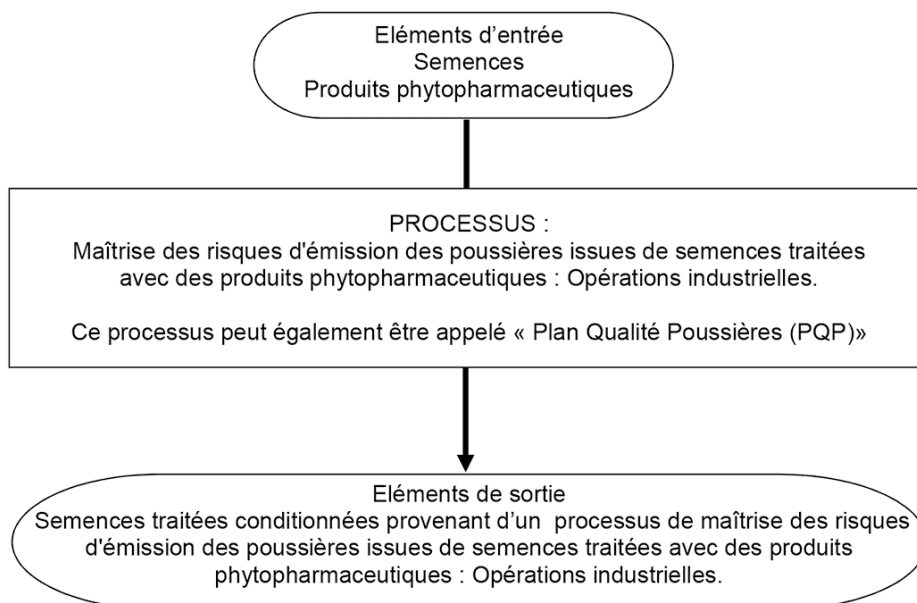 Eléments d’entrée
Semences
Produits phytopharmaceutiques
PROCESSUS :
Maîtrise des risques d'émission des poussières issues de semences traitées
avec des produits phytopharmaceutiques : Opérations industrielles.
Ce processus peut également être appelé « Plan Qualité Poussières (PQP)»
Eléments de sortie
Semences traitées conditionnées provenant d’un processus de maîtrise des risques
d'émission des poussières issues de semences traitées avec des produits
phytopharmaceutiques : Opérations industrielles.